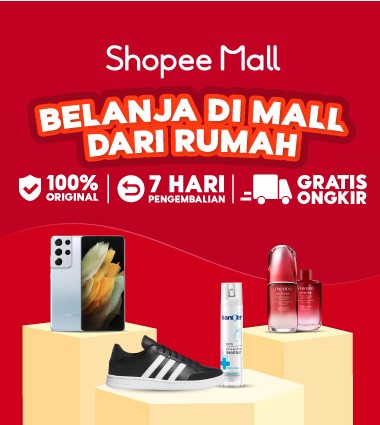 Shopee Mall
BELANJA DI MALL
DARI RUMAH
100%
ORIGINAL
7 HARI
PENGEMBALIAN
GRATIS
ONGKIR